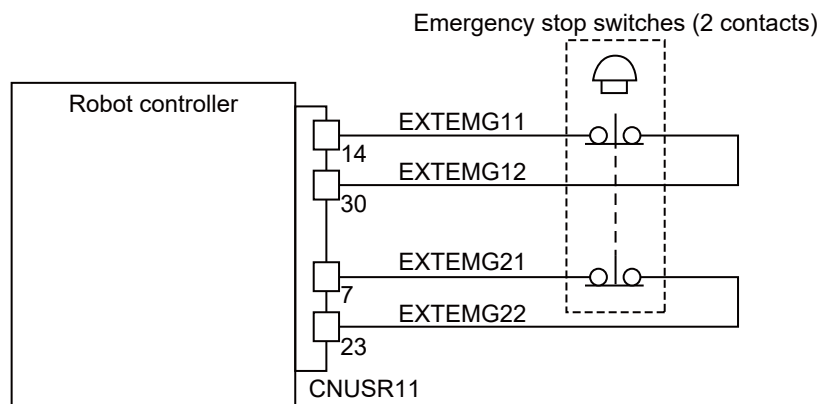 Emergency stop switches (2 contacts)
Robot controller
EXTEMG11
14
EXTEMG12
30
EXTEMG21
7
EXTEMG22
23
CNUSR11